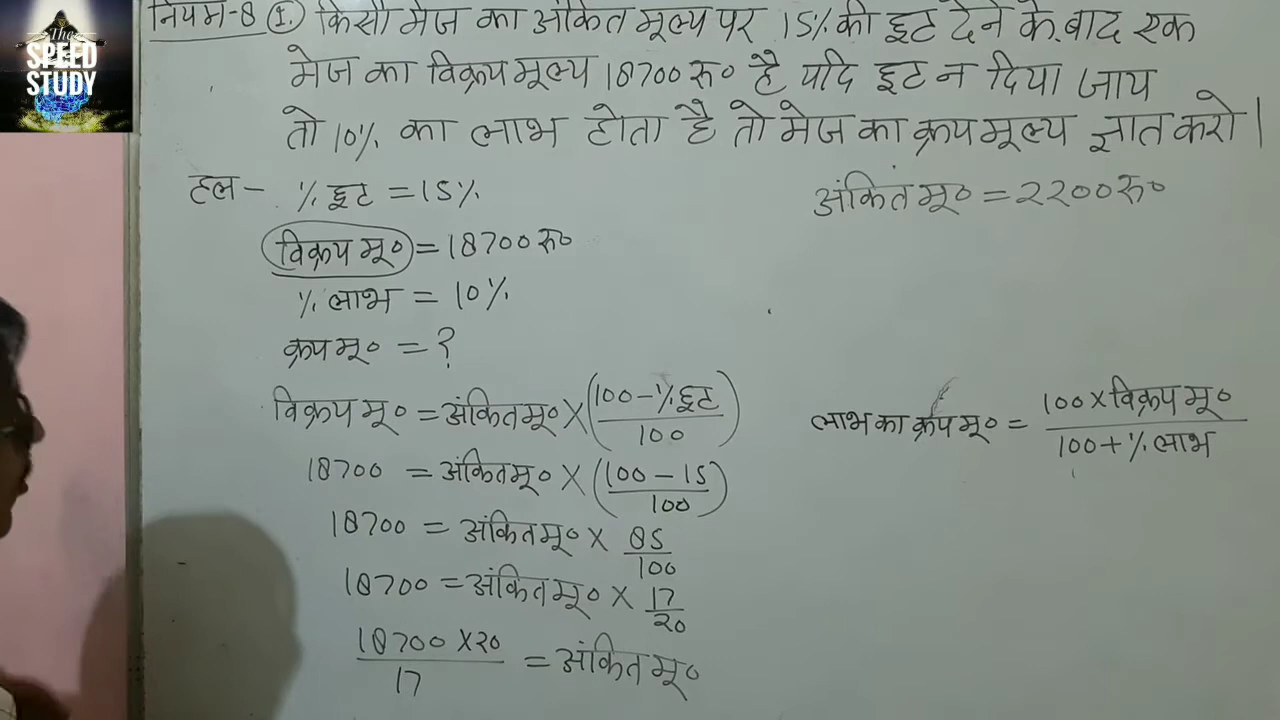 The
SPEED
STUDY
नियम-8 (I) किसी मेज का अंकित मूल्य पर 15% की छूट देने के बाद एक
मेज का विक्रय मूल्य 18700 रु० है यदि छूट न दिया जाय
तो 10% का लाभ होता है तो मेज का क्रय मूल्य ज्ञात करो।
हल- % छूट = 15%
अंकित मू० = 2200 रु०
विक्रय मू० = 18700 रु०
% लाभ = 10%
क्रय मू० = ?
विक्रय मू० = अंकित मू० × (100 - % छूट / 100)
लाभ का क्रय मू० = 100 × विक्रय मू० / 100 + % लाभ
18700 = अंकित मू० × (100 - 15 / 100)
18700 = अंकित मू० × 85 / 100
18700 = अंकित मू० × 17 / 20
18700 × 20 / 17 = अंकित मू०